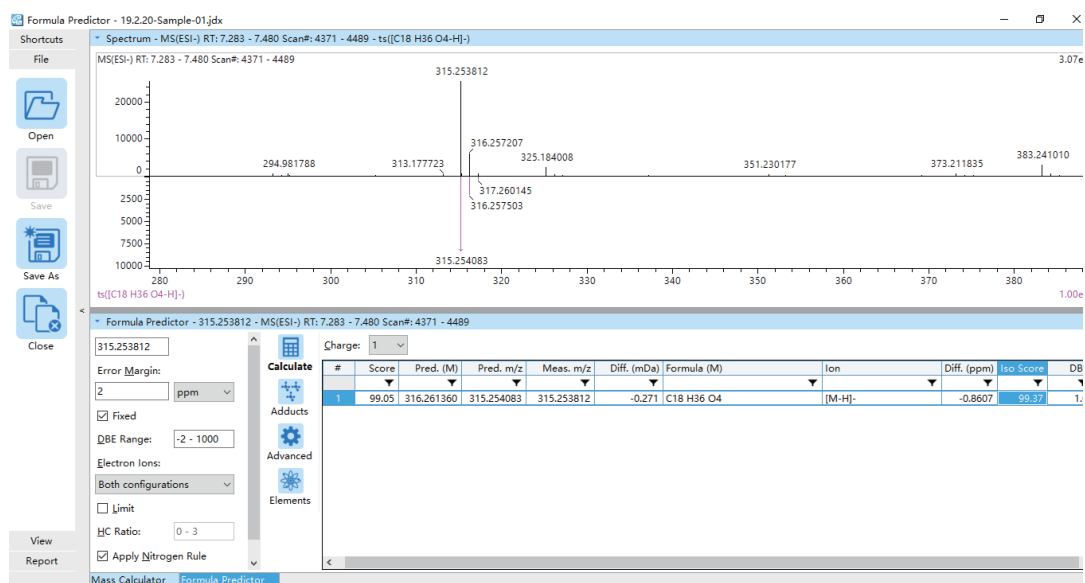 Formula Predictor - 19.2.20-Sample-01.jdx
Shortcuts
File
Open
Save
Save As
Close
View
Report
<
Spectrum - MS(ESI-) RT: 7.283 - 7.480 Scan#: 4371 - 4489 - ts([C18 H36 O4-H]-)
MS(ESI-) RT: 7.283 - 7.480 Scan#: 4371 - 4489
3.07e
315.253812
20000
10000
0
294.981788
313.177723
316.257207
325.184008
351.230177
373.211835
383.241010
317.260145
316.257503
2500
5000
7500
10000
315.254083
280 290 300 310 320 330 340 350 360 370 380
ts([C18 H36 O4-H]-)
1.00e
Formula Predictor - 315.253812 - MS(ESI-) RT: 7.283 - 7.480 Scan#: 4371 - 4489
315.253812
Error Margin:
2 ppm
Fixed
DBE Range: -2 - 1000
Electron Ions:
Both configurations
Limit
HC Ratio: 0 - 3
Apply Nitrogen Rule
Calculate
Adducts
Advanced
Elements
Charge: 1
# Score Pred. (M) Pred. m/z Meas. m/z Diff. (mDa) Formula (M) Ion Diff. (ppm) Iso Score DB
1 99.05 316.261360 315.254083 315.253812 -0.271 C18 H36 O4 [M-H]- -0.8607 99.37 1.
<
Mass Calculator Formula Predictor